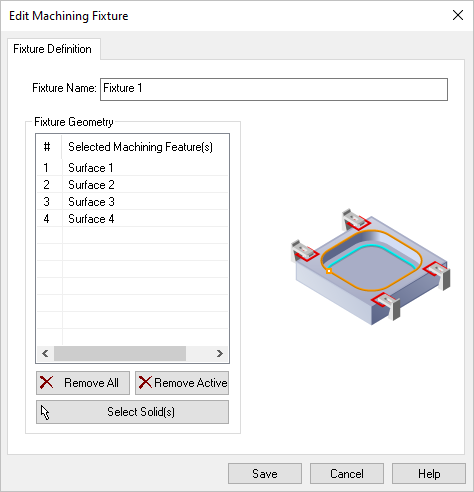 Edit Machining Fixture
Fixture Definition
Fixture Name: Fixture 1
Fixture Geometry
# Selected Machining Feature(s)
1 Surface 1
2 Surface 2
3 Surface 3
4 Surface 4
Remove All Remove Active
Select Solid(s)
Save Cancel Help